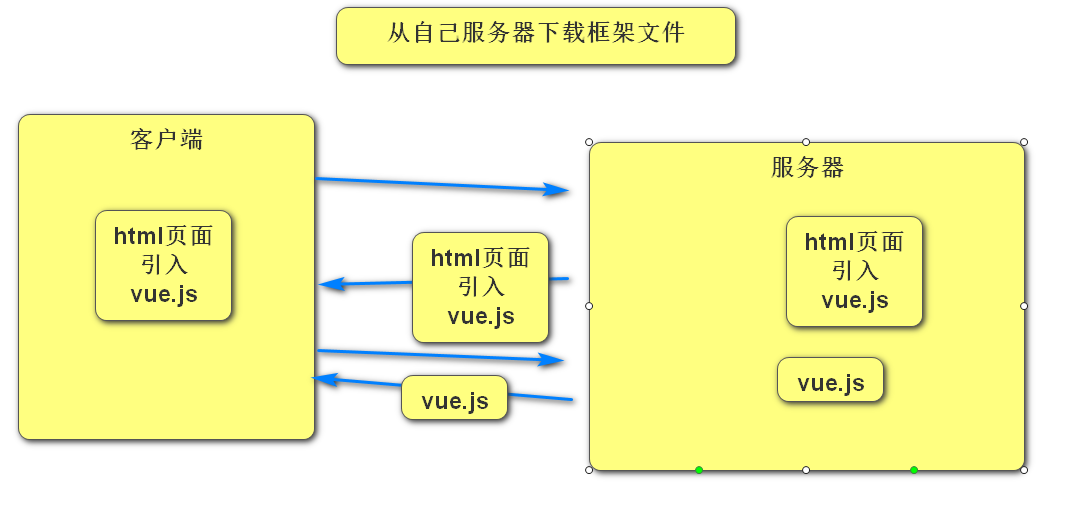 从自己服务器下载框架文件
客户端
html页面
引入
vue.js
html页面
引入
vue.js
vue.js
服务器
html页面
引入
vue.js
vue.js